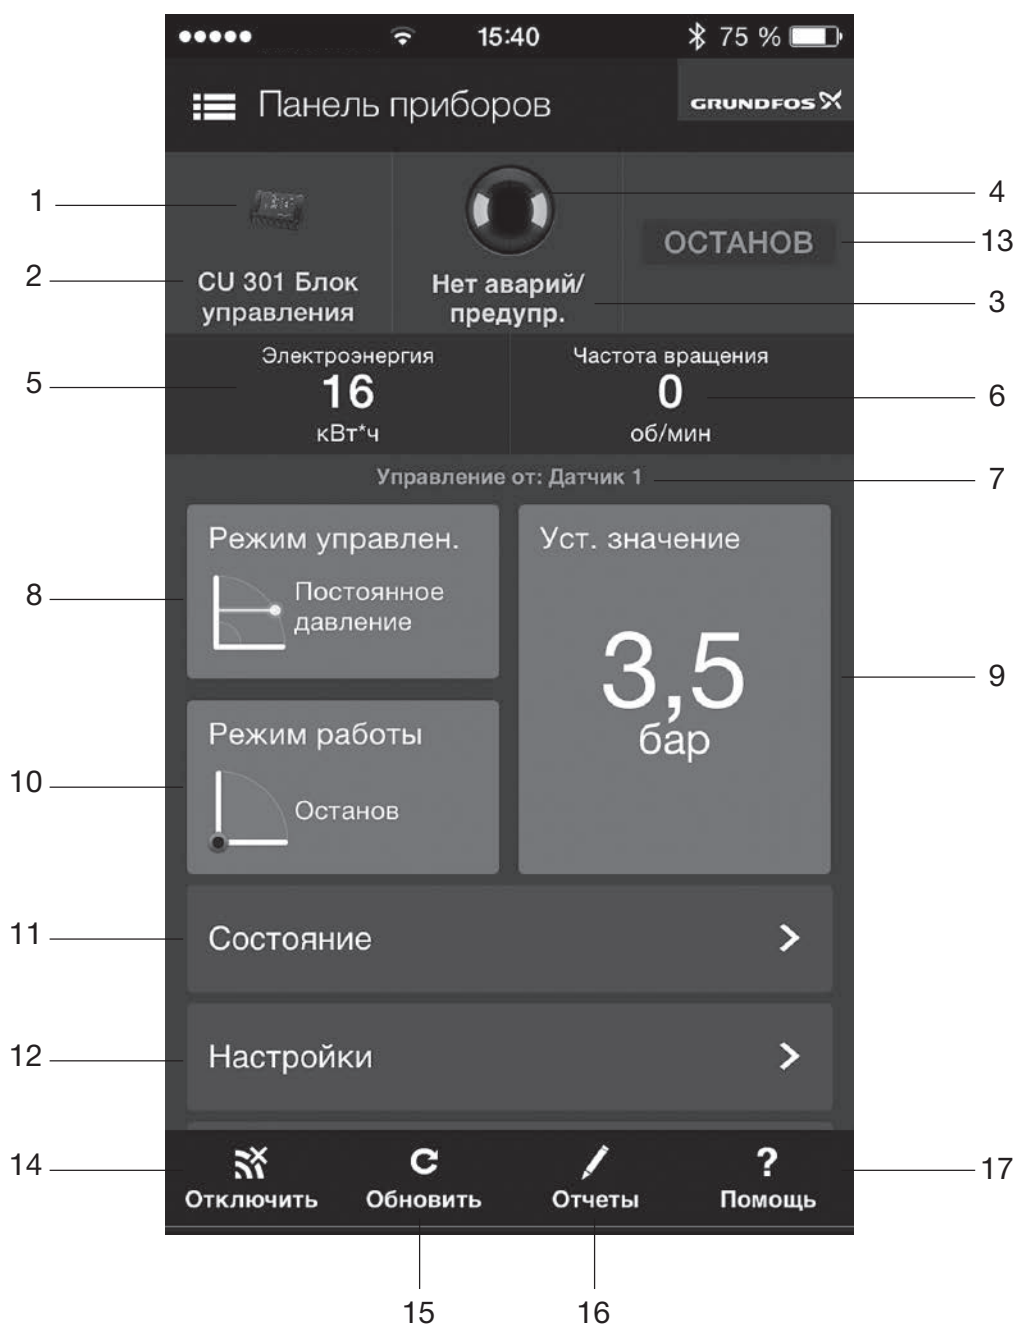 15:40 75 %
Панель приборов GRUNDFOS
1
4
ОСТАНОВ 13
2
CU 301 Блок
управления
Нет аварий/
предупр.
3
5
Электроэнергия
16
кВт*ч
Частота вращения
0
об/мин
6
Управление от: Датчик 1 7
8
Режим управлен.
Постоянное
давление
Уст. значение
3,5
бар
9
10
Режим работы
Останов
11 Состояние
12 Настройки
14
Отключить Обновить Отчеты Помощь
17
15 16